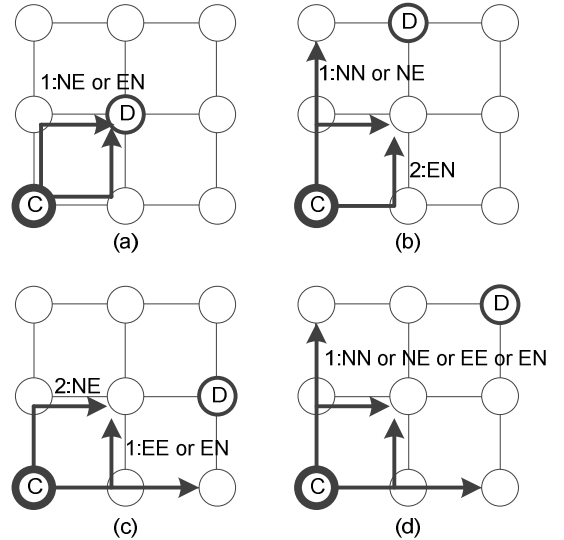 D
1:NE or EN
D
1:NN or NE
2:EN
C
C
(a)
(b)
D
1:NN or NE or EE or EN
2:NE
D
1:EE or EN
C
C
(c)
(d)